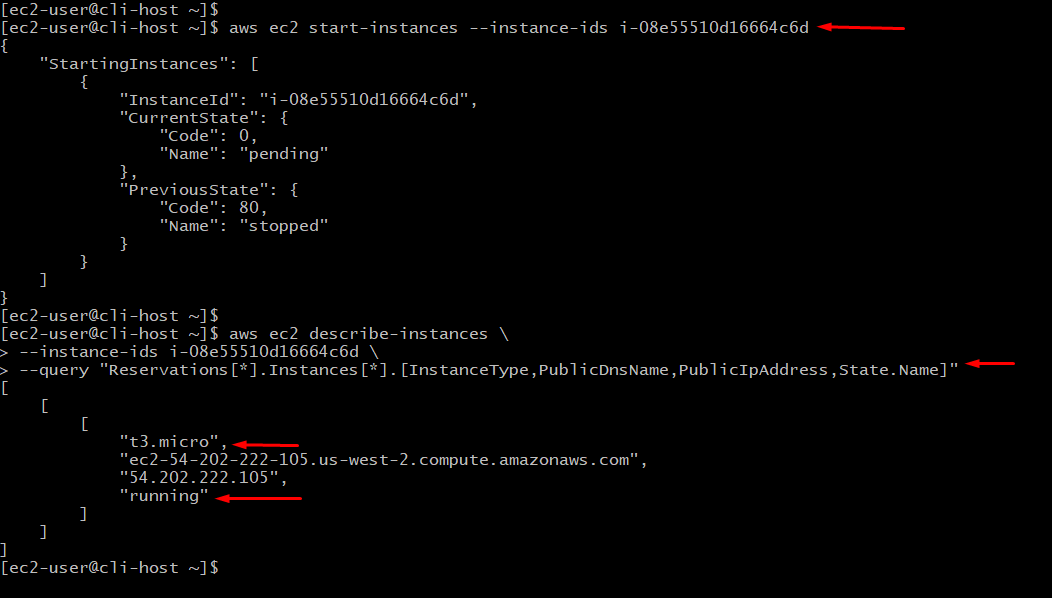 [ec2-user@cli-host ~]$
[ec2-user@cli-host ~]$ aws ec2 start-instances --instance-ids i-08e55510d16664c6d
{
    "StartingInstances": [
        {
            "InstanceId": "i-08e55510d16664c6d",
            "CurrentState": {
                "Code": 0,
                "Name": "pending"
            },
            "PreviousState": {
                "Code": 80,
                "Name": "stopped"
            }
        }
    ]
}
[ec2-user@cli-host ~]$
[ec2-user@cli-host ~]$ aws ec2 describe-instances \
> --instance-ids i-08e55510d16664c6d \
> --query "Reservations[*].Instances[*].[InstanceType,PublicDnsName,PublicIpAddress,State.Name]"
[
    [
        [
            "t3.micro",
            "ec2-54-202-222-105.us-west-2.compute.amazonaws.com",
            "54.202.222.105",
            "running"
        ]
    ]
]
[ec2-user@cli-host ~]$